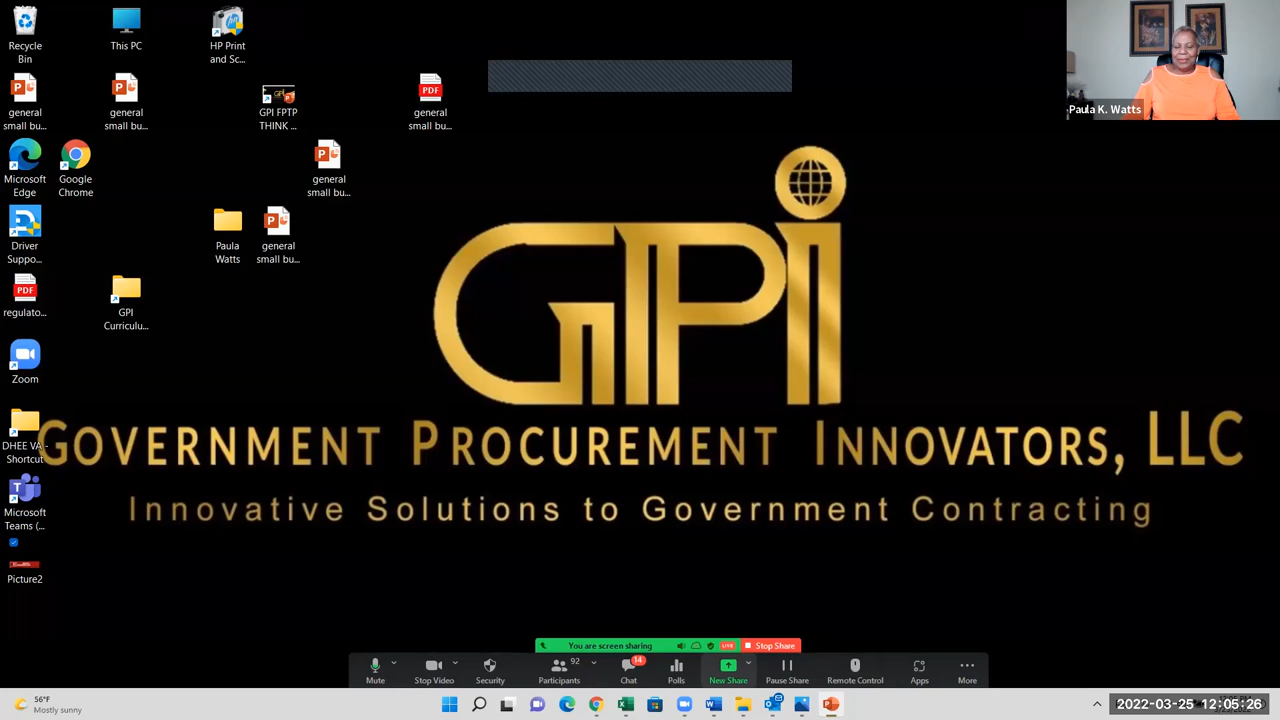 Recycle
Bin
This PC
HP Print
and Sc...
general
small bu...
general
small bu...
GPI
GPI FPTP
THINK ...
PDF
general
small bu...
Paula K. Watts
Microsoft
Edge
Google
Chrome
general
small bu...
Driver
Suppo...
Paula
Watts
general
small bu...
PDF
regulato...
GPI
Curriculu...
Zoom
DHEE VA -
Shortcut
Microsoft
Teams (...
Picture2
GPi
GOVERNMENT PROCUREMENT INNOVATORS, LLC
Innovative Solutions to Government Contracting
You are screen sharing
LIVE
Stop Share
Mute
Stop Video
Security
92
Participants
14
Chat
Polls
New Share
Pause Share
Remote Control
Apps
More
56°F
Mostly sunny
2022-03-25 12:05:26